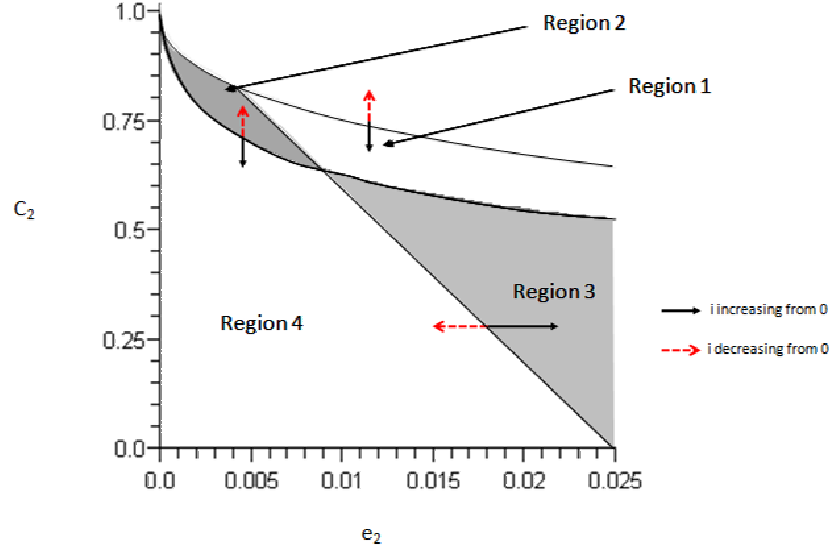 1.0
Region 2
Region 1
0.75
C2
0.5
Region 3
i increasing from 0
Region 4
0.25
i decreasing from 0
0.0
0.0 0.005 0.01 0.015 0.02 0.025
e2